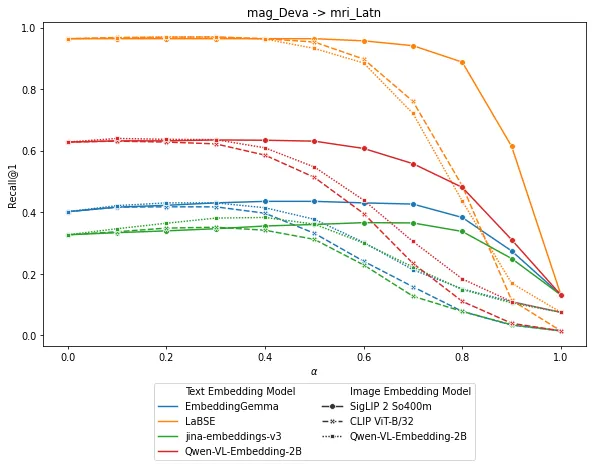 mag_Deva -> mri_Latn
Recall@1
1.0
0.8
0.6
0.4
0.2
0.0
0.0 0.2 0.4 0.6 0.8 1.0
α
Text Embedding Model
EmbeddingGemma
LaBSE
jina-embeddings-v3
Qwen-VL-Embedding-2B
Image Embedding Model
SigLIP 2 So400m
CLIP ViT-B/32
Qwen-VL-Embedding-2B